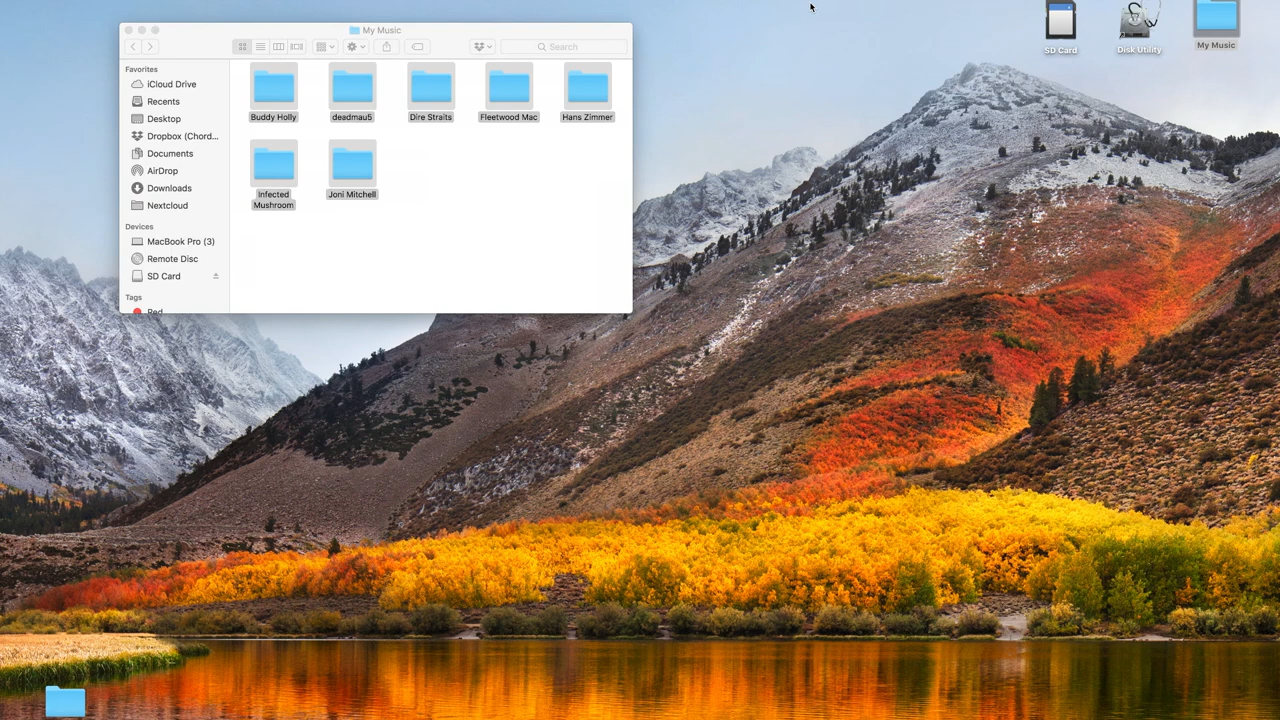 My Music
Search
Favorites
iCloud Drive
Recents
Desktop
Dropbox (Chord...
Documents
AirDrop
Downloads
Nextcloud
Devices
MacBook Pro (3)
Remote Disc
SD Card
Tags
Red
Buddy Holly
deadmau5
Dire Straits
Fleetwood Mac
Hans Zimmer
Infected
Mushroom
Joni Mitchell
SD Card
Disk Utility
My Music